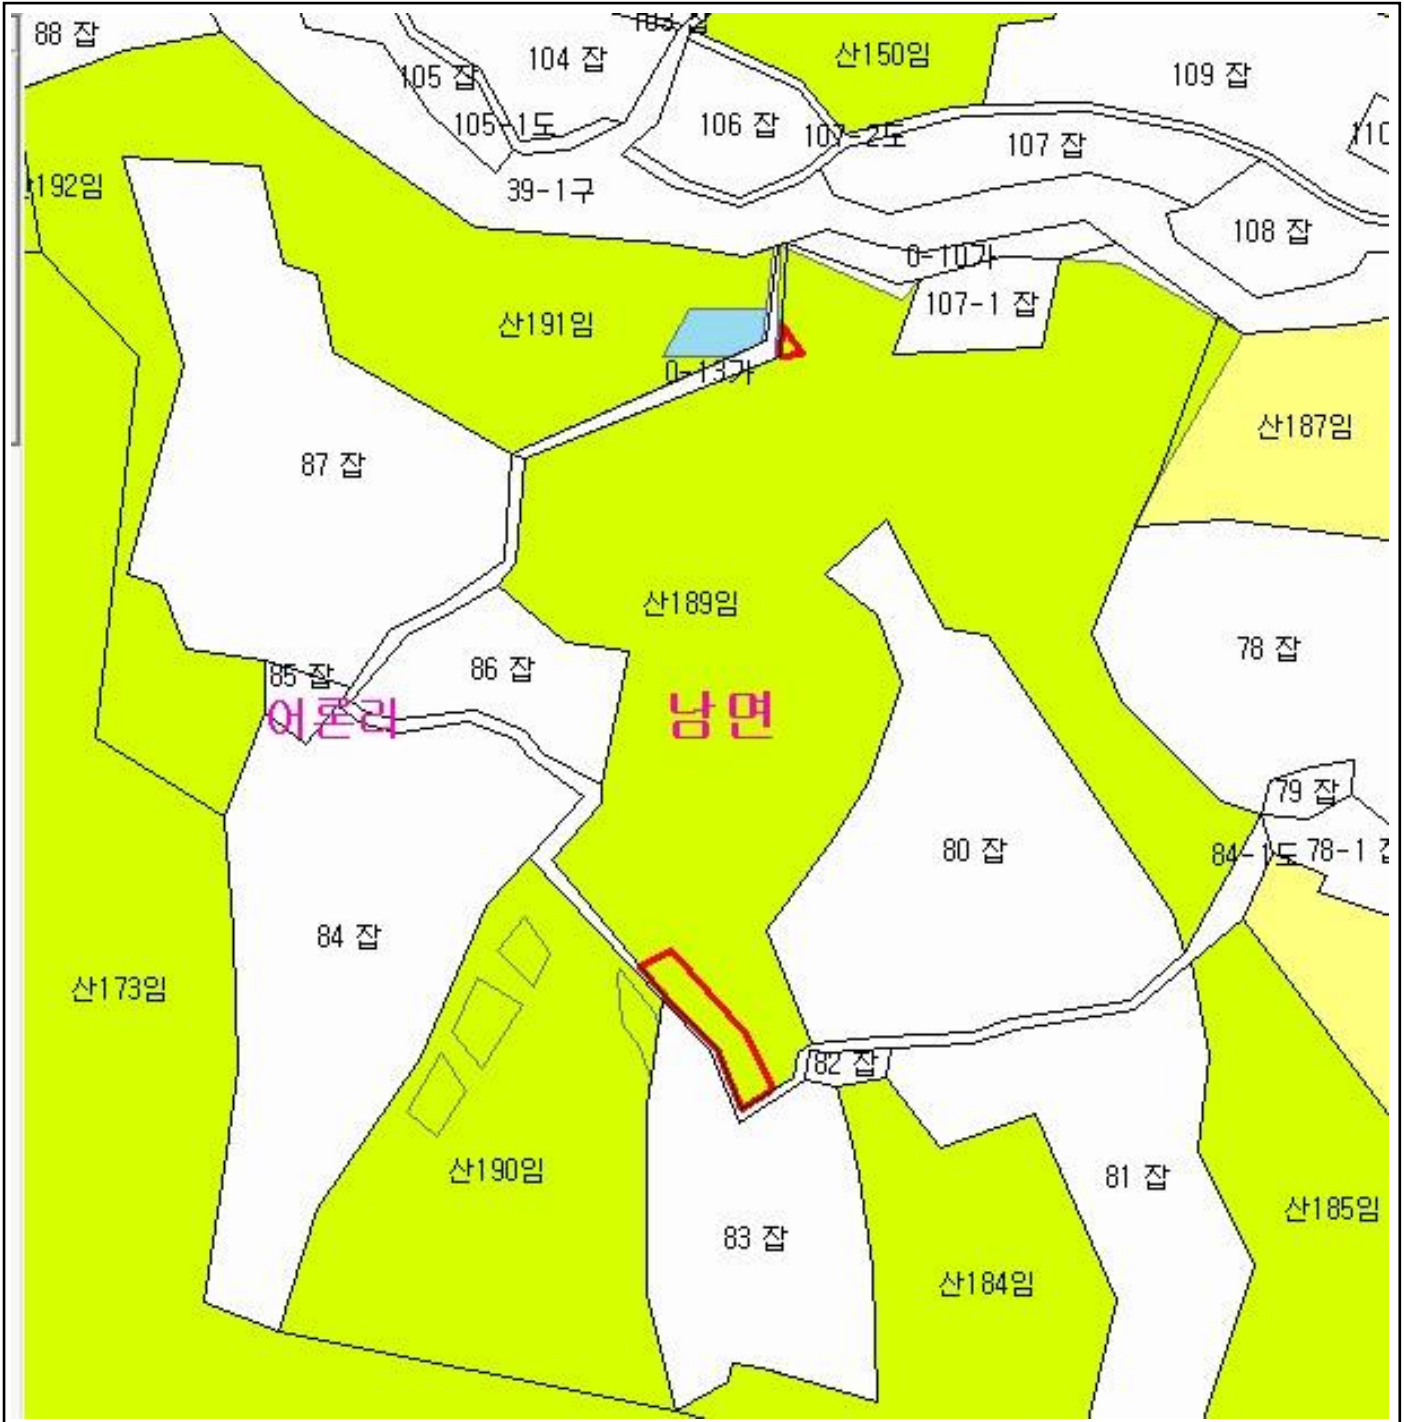 88 잡
104 잡
산150임
105 잡
109 잡
105-1도
106 잡
107-2도
107 잡
110
192임
39-1구
108 잡
0-10가
107-1 잡
산191임
0-13가
산187임
87 잡
산189임
78 잡
85 잡
86 잡
어론리
남면
79 잡
80 잡
84-1도
78-1 잡
84 잡
산173임
82 잡
산190임
81 잡
83 잡
산185임
산184임